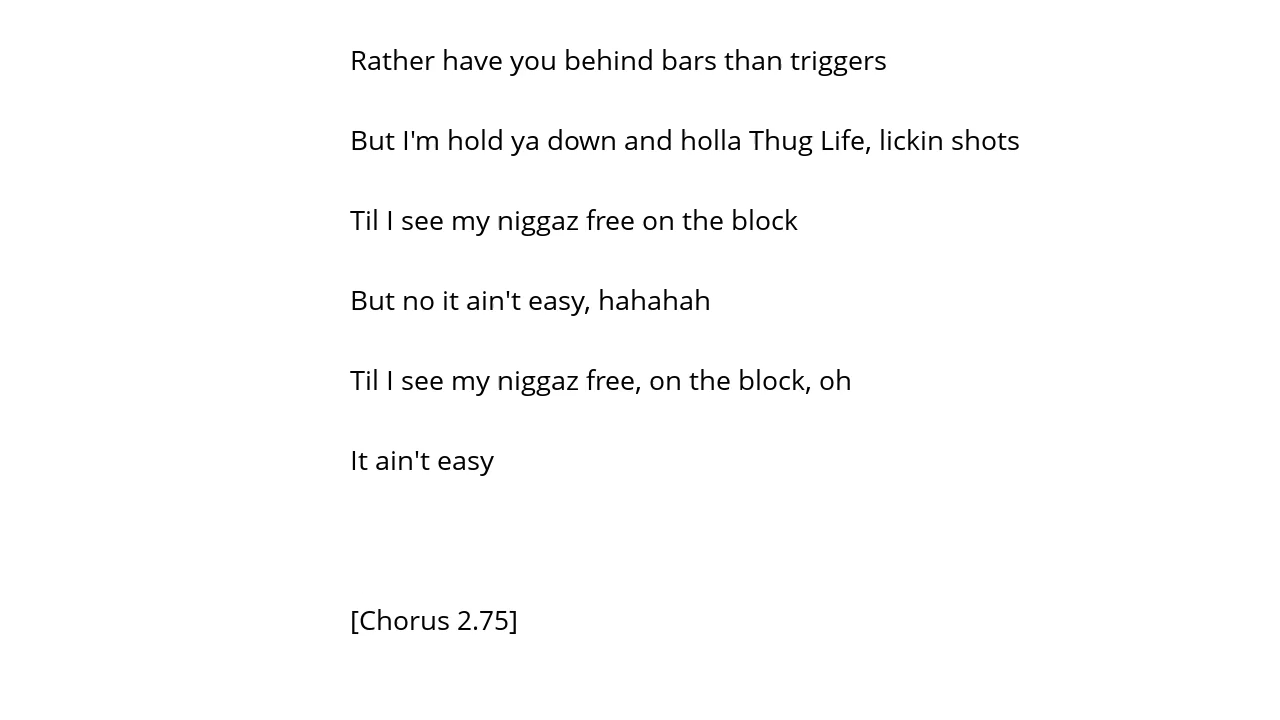 Rather have you behind bars than triggers
But I'm hold ya down and holla Thug Life, lickin shots
Til I see my niggaz free on the block
But no it ain't easy, hahahah
Til I see my niggaz free, on the block, oh
It ain't easy
[Chorus 2.75]